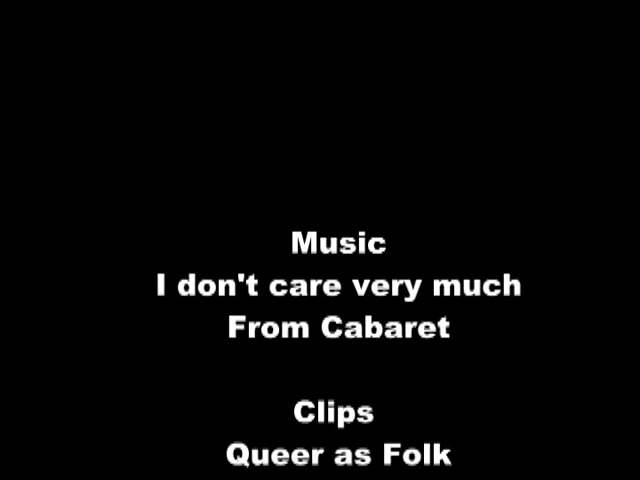 Music
I don't care very much
From Cabaret
Clips
Queer as Folk